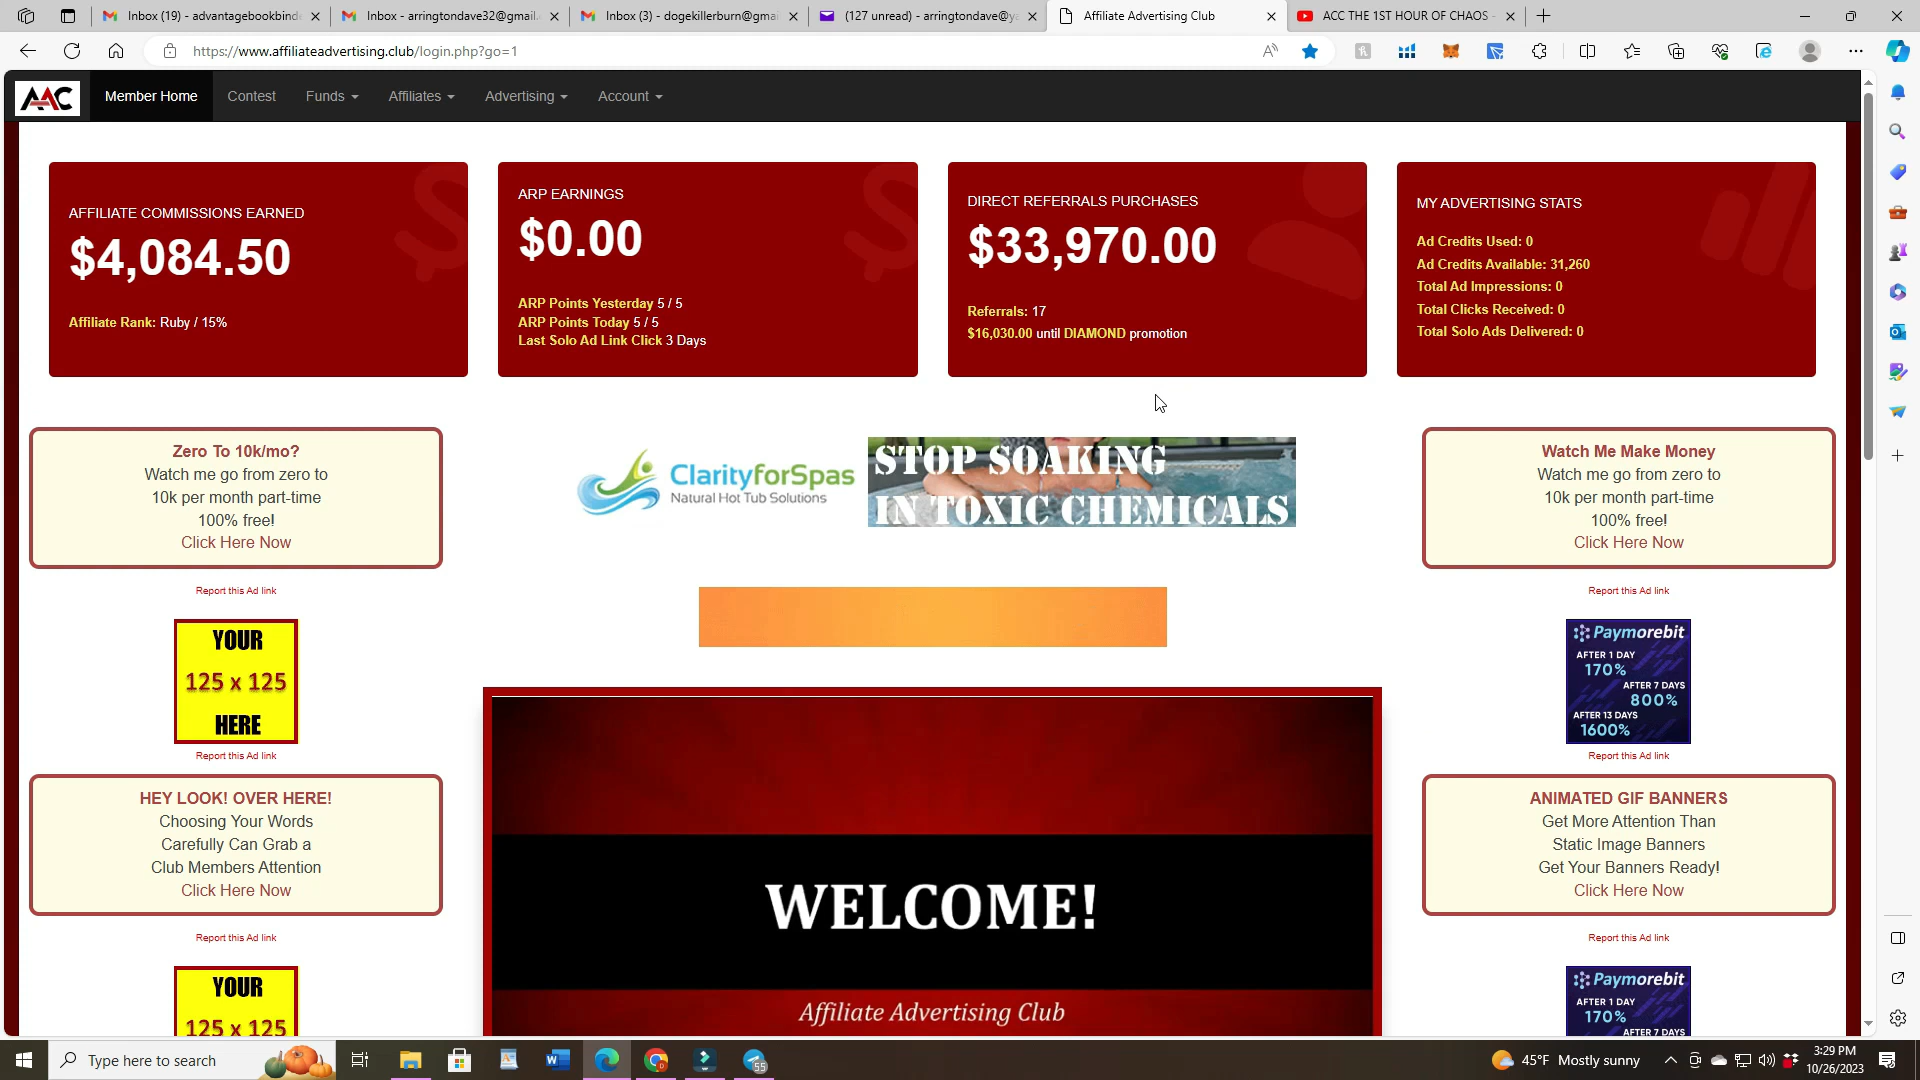 Inbox (19) - advantagebookbind
Inbox - arringtondave32@gmail.
Inbox (3) - dogekillerburn@gmai
(127 unread) - arringtondave@ya
Affiliate Advertising Club
ACC THE 1ST HOUR OF CHAOS -
https://www.affiliateadvertising.club/login.php?go=1
AAC
Member Home
Contest
Funds
Affiliates
Advertising
Account
AFFILIATE COMMISSIONS EARNED
$4,084.50
Affiliate Rank: Ruby / 15%
ARP EARNINGS
$0.00
ARP Points Yesterday 5 / 5
ARP Points Today 5 / 5
Last Solo Ad Link Click 3 Days
DIRECT REFERRALS PURCHASES
$33,970.00
Referrals: 17
$16,030.00 until DIAMOND promotion
MY ADVERTISING STATS
Ad Credits Used: 0
Ad Credits Available: 31,260
Total Ad Impressions: 0
Total Clicks Received: 0
Total Solo Ads Delivered: 0
Zero To 10k/mo?
Watch me go from zero to
10k per month part-time
100% free!
Click Here Now
Report this Ad link
YOUR
125 x 125
HERE
Report this Ad link
HEY LOOK! OVER HERE!
Choosing Your Words
Carefully Can Grab a
Club Members Attention
Click Here Now
Report this Ad link
YOUR
125 x 125
ClarityforSpas
Natural Hot Tub Solutions
STOP SOAKING
IN TOXIC CHEMICALS
WELCOME!
Affiliate Advertising Club
Watch Me Make Money
Watch me go from zero to
10k per month part-time
100% free!
Click Here Now
Report this Ad link
Paymorebit
AFTER 1 DAY
170%
AFTER 7 DAYS
800%
AFTER 13 DAYS
1600%
Report this Ad link
ANIMATED GIF BANNERS
Get More Attention Than
Static Image Banners
Get Your Banners Ready!
Click Here Now
Report this Ad link
Paymorebit
AFTER 1 DAY
170%
AFTER 7 DAYS
Type here to search
55
45°F Mostly sunny
3:29 PM
10/26/2023